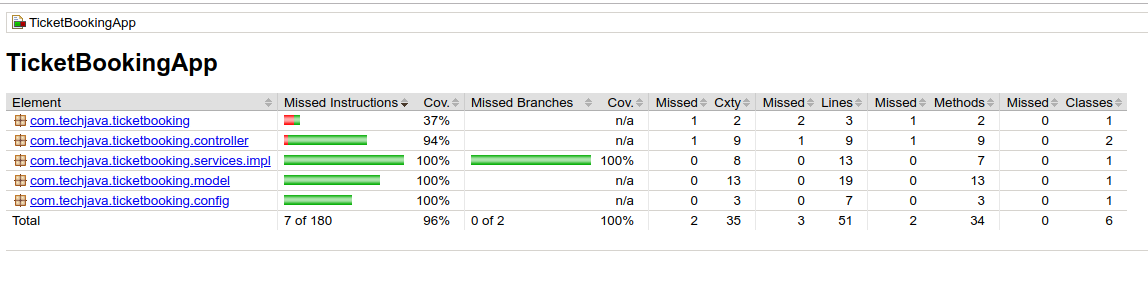 TicketBookingApp
TicketBookingApp
Element Missed Instructions Cov. Missed Branches Cov. Missed Cxty Missed Lines Missed Methods Missed Classes
com.techjava.ticketbooking 37% n/a 1 2 2 3 1 2 0 1
com.techjava.ticketbooking.controller 94% n/a 1 9 1 9 1 9 0 2
com.techjava.ticketbooking.services.impl 100% 100% 0 8 0 13 0 7 0 1
com.techjava.ticketbooking.model 100% n/a 0 13 0 19 0 13 0 1
com.techjava.ticketbooking.config 100% n/a 0 3 0 7 0 3 0 1
Total 7 of 180 96% 0 of 2 100% 2 35 3 51 2 34 0 6